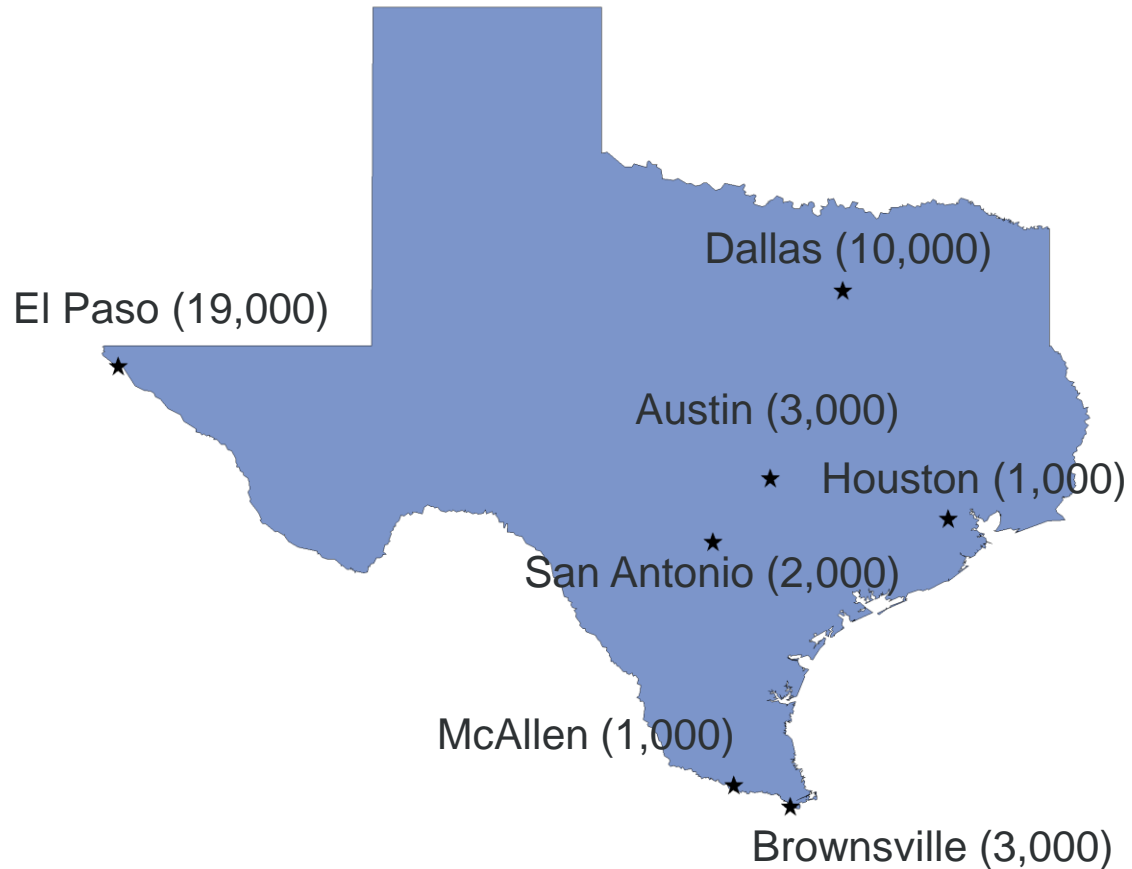 Dallas (10,000)
El Paso (19,000)
Austin (3,000)
Houston (1,000)
San Antonio (2,000)
McAllen (1,000)
Brownsville (3,000)